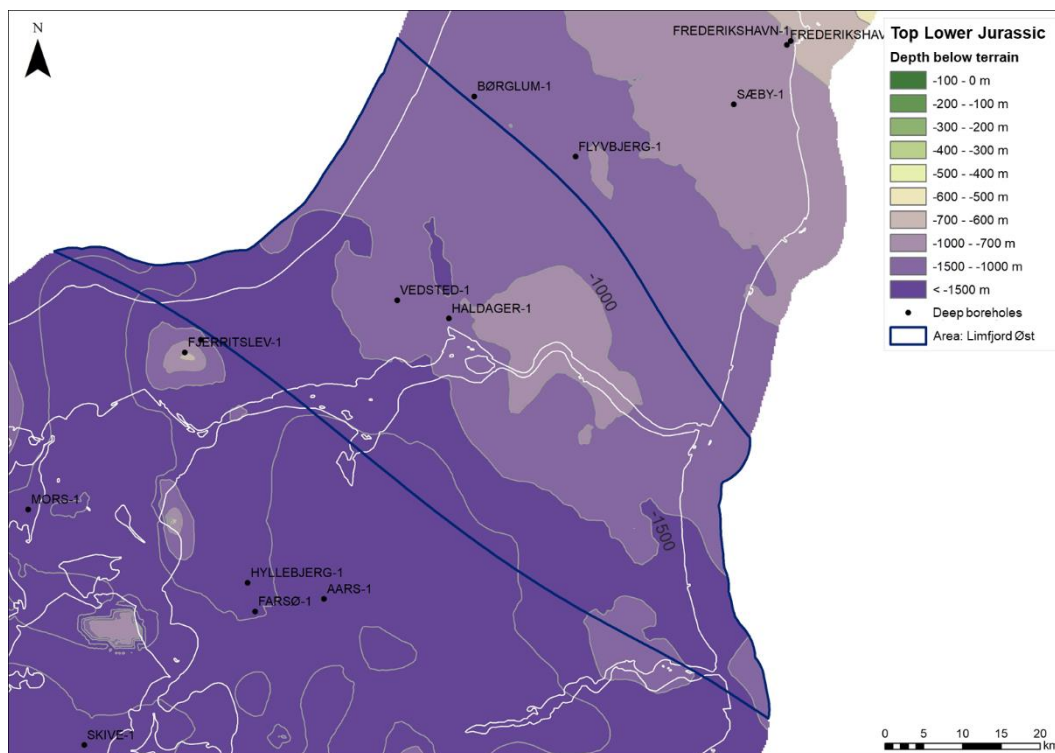 N
FREDERIKSHAVN-1
FREDERIKSHAV
SÆBY-1
BØRGLUM-1
FLYVBJERG-1
-1000
VEDSTED-1
HALDAGER-1
FJERRITSLEV-1
MORS-1
-1500
HYLLEBJERG-1
AARS-1
FARSØ-1
SKIVE-1
Top Lower Jurassic
Depth below terrain
-100 - 0 m
-200 - -100 m
-300 - -200 m
-400 - -300 m
-500 - -400 m
-600 - -500 m
-700 - -600 m
-1000 - -700 m
-1500 - -1000 m
< -1500 m
Deep boreholes
Area: Limfjord Øst
0 2,5 5 10 15 20
km